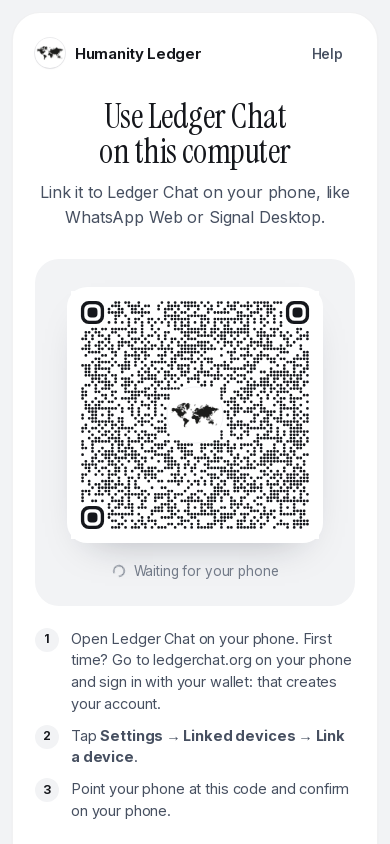 Humanity Ledger
Help
Use Ledger Chat
on this computer
Link it to Ledger Chat on your phone, like
WhatsApp Web or Signal Desktop.
Waiting for your phone
1 Open Ledger Chat on your phone. First
time? Go to ledgerchat.org on your phone
and sign in with your wallet: that creates
your account.
2 Tap Settings → Linked devices → Link
a device.
3 Point your phone at this code and confirm
on your phone.